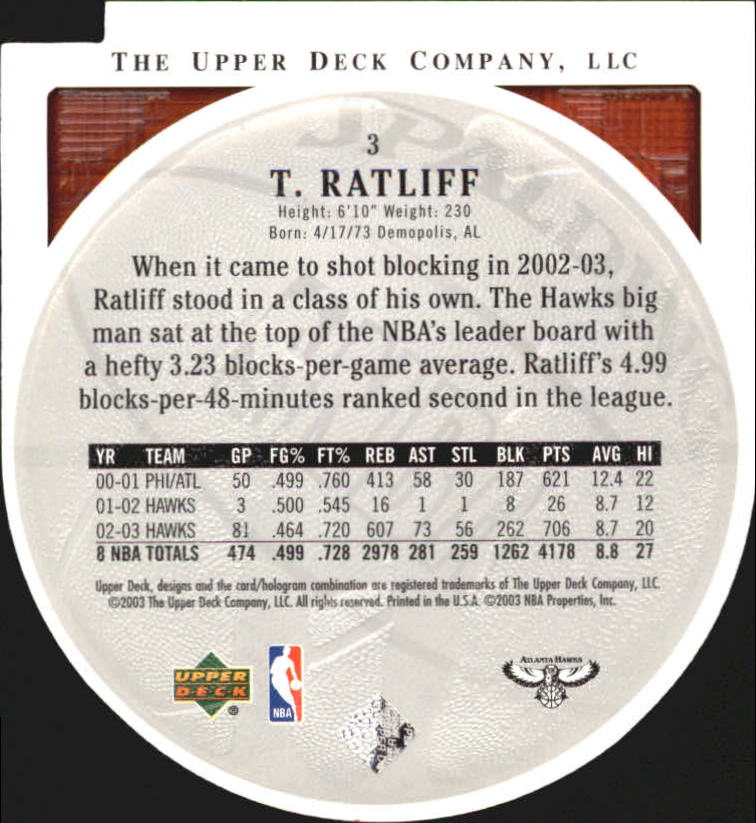 THE UPPER DECK COMPANY, LLC
3
T. RATLIFF
Height: 6'10" Weight: 230
Born: 4/17/73 Demopolis, AL
When it came to shot blocking in 2002-03,
Ratliff stood in a class of his own. The Hawks big
man sat at the top of the NBA's leader board with
a hefty 3.23 blocks-per-game average. Ratliff's 4.99
blocks-per-48-minutes ranked second in the league.
YR TEAM GP FG% FT% REB AST STL BLK PTS AVG HI
00-01 PHI/ATL 50 .499 .760 413 58 30 187 621 12.4 22
01-02 HAWKS 3 .500 .545 16 1 1 8 26 8.7 12
02-03 HAWKS 81 .464 .720 607 73 56 262 706 8.7 20
8 NBA TOTALS 474 .499 .728 2978 281 259 1262 4178 8.8 27
Upper Deck, designs and the card/hologram combination are registered trademarks of The Upper Deck Company, LLC.
©2003 The Upper Deck Company, LLC. All rights reserved. Printed in the U.S.A. ©2003 NBA Properties, Inc.
UPPER
DECK
®
NBA
ATLANTA HAWKS
SPALDING